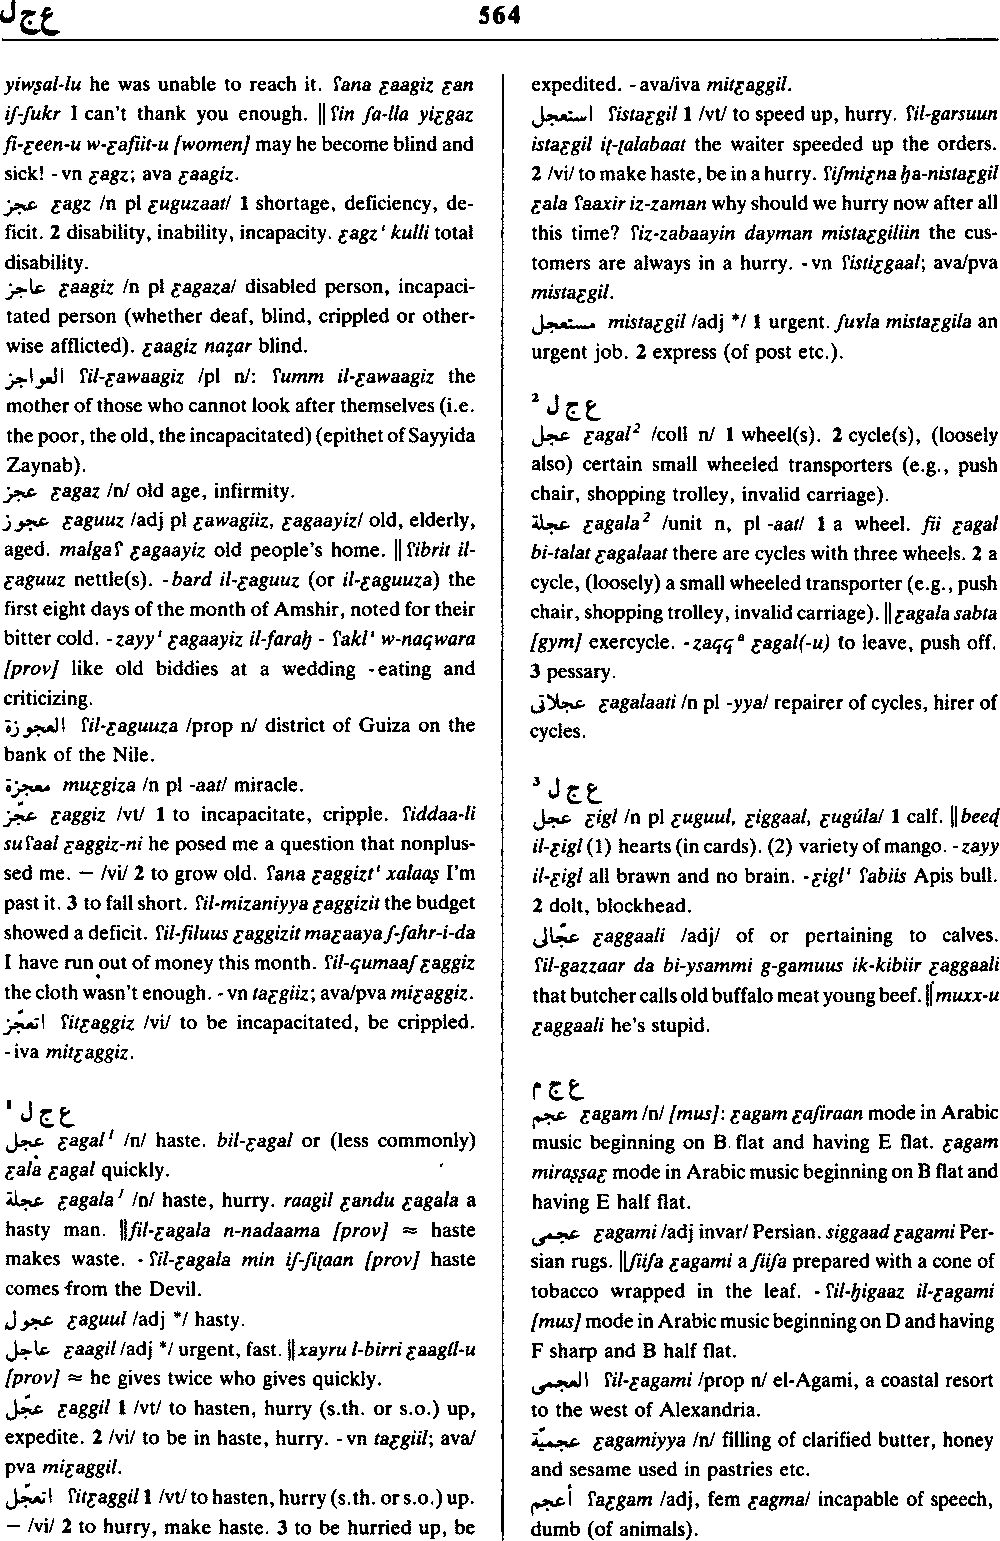 ع ج ل
564
yiwṣal-lu he was unable to reach it. ʕana ɛaagiz ɛan
iʃ-ʃukr I can't thank you enough. ‖ ʕin ʃa-lla yiɛgaz
fi-ɛeen-u w-ɛafiit-u [women] may he become blind and
sick! - vn ɛagz; ava ɛaagiz.
عجز ɛagz /n pl ɛuguzaat/ 1 shortage, deficiency, de-
ficit. 2 disability, inability, incapacity. ɛagzⁱ kulli total
disability.
عاجز ɛaagiz /n pl ɛagaza/ disabled person, incapaci-
tated person (whether deaf, blind, crippled or other-
wise afflicted). ɛaagiz naẓar blind.
العواجز ʕil-ɛawaagiz /pl n/: ʕumm il-ɛawaagiz the
mother of those who cannot look after themselves (i.e.
the poor, the old, the incapacitated) (epithet of Sayyida
Zaynab).
عجز ɛagaz /n/ old age, infirmity.
عجوز ɛaguuz /adj pl ɛawagiiz, ɛagaayiz/ old, elderly,
aged. malgaʕ ɛagaayiz old people's home. ‖ ʕibrit il-
ɛaguuz nettle(s). -bard il-ɛaguuz (or il-ɛaguuza) the
first eight days of the month of Amshir, noted for their
bitter cold. -zayyⁱ ɛagaayiz il-faraḥ - ʕaklⁱ w-naqwara
[prov] like old biddies at a wedding -eating and
criticizing.
العجوزة ʕil-ɛaguuza /prop n/ district of Guiza on the
bank of the Nile.
معجزة muɛgiza /n pl -aat/ miracle.
عجّز ɛaggiz /vt/ 1 to incapacitate, cripple. ʕiddaa-li
suʕaal ɛaggiz-ni he posed me a question that nonplus-
sed me. — /vi/ 2 to grow old. ʕana ɛaggiztⁱ xalaaṣ I'm
past it. 3 to fall short. ʕil-mizaniyya ɛaggizit the budget
showed a deficit. ʕil-filuus ɛaggizit maɛaaya ʃ-ʃahr-i-da
I have run out of money this month. ʕil-qumaaʃ ɛaggiz
the cloth wasn't enough. - vn taɛgiiz; ava/pva miɛaggiz.
اتعجّز ʕitɛaggiz /vi/ to be incapacitated, be crippled.
-iva mitɛaggiz.
ع ج ل ¹
عجل ɛagal¹ /n/ haste. bil-ɛagal or (less commonly)
ɛala ɛagal quickly.
عجلة ɛagala¹ /n/ haste, hurry. raagil ɛandu ɛagala a
hasty man. ‖ fil-ɛagala n-nadaama [prov] ≈ haste
makes waste. - ʕil-ɛagala min iʃ-ʃiṭaan [prov] haste
comes from the Devil.
عجول ɛaguul /adj */ hasty.
عاجل ɛaagil /adj */ urgent, fast. ‖ xayru l-birri ɛaagil-u
[prov] ≈ he gives twice who gives quickly.
عجّل ɛaggil 1 /vt/ to hasten, hurry (s.th. or s.o.) up,
expedite. 2 /vi/ to be in haste, hurry. - vn taɛgiil; ava/
pva miɛaggil.
اتعجّل ʕitɛaggil 1 /vt/ to hasten, hurry (s.th. or s.o.) up.
— /vi/ 2 to hurry, make haste. 3 to be hurried up, be
expedited. - ava/iva mitɛaggil.
استعجل ʕistaɛgil 1 /vt/ to speed up, hurry. ʕil-garsuun
istaɛgil iṭ-ṭalabaat the waiter speeded up the orders.
2 /vi/ to make haste, be in a hurry. ʕiʃmiɛna ḥa-nistaɛgil
ɛala ʕaaxir iz-zaman why should we hurry now after all
this time? ʕiz-zabaayin dayman mistaɛgiliin the cus-
tomers are always in a hurry. - vn ʕistiɛgaal; ava/pva
mistaɛgil.
مستعجل mistaɛgil /adj */ 1 urgent. ʃuɣla mistaɛgila an
urgent job. 2 express (of post etc.).
ع ج ل ²
عجل ɛagal² /coll n/ 1 wheel(s). 2 cycle(s), (loosely
also) certain small wheeled transporters (e.g., push
chair, shopping trolley, invalid carriage).
عجلة ɛagala² /unit n, pl -aat/ 1 a wheel. fii ɛagal
bi-talat ɛagalaat there are cycles with three wheels. 2 a
cycle, (loosely) a small wheeled transporter (e.g., push
chair, shopping trolley, invalid carriage). ‖ ɛagala sabta
[gym] exercycle. -zaqqᵃ ɛagal(-u) to leave, push off.
3 pessary.
عجلاتى ɛagalaati /n pl -yya/ repairer of cycles, hirer of
cycles.
ع ج ل ³
عجل ɛigl /n pl ɛuguul, ɛiggaal, ɛugúla/ 1 calf. ‖ beeḍ
il-ɛigl (1) hearts (in cards). (2) variety of mango. -zayy
il-ɛigl all brawn and no brain. -ɛiglⁱ ʕabiis Apis bull.
2 dolt, blockhead.
عجّالى ɛaggaali /adj/ of or pertaining to calves.
ʕil-gazzaar da bi-ysammi g-gamuus ik-kibiir ɛaggaali
that butcher calls old buffalo meat young beef. ‖ muxx-u
ɛaggaali he's stupid.
ع ج م
عجم ɛagam /n/ [mus]: ɛagam ɛaʃiraan mode in Arabic
music beginning on B flat and having E flat. ɛagam
miraṣṣaɛ mode in Arabic music beginning on B flat and
having E half flat.
عجمى ɛagami /adj invar/ Persian. siggaad ɛagami Per-
sian rugs. ‖ ʃiiʃa ɛagami a ʃiiʃa prepared with a cone of
tobacco wrapped in the leaf. - ʕil-ḥigaaz il-ɛagami
[mus] mode in Arabic music beginning on D and having
F sharp and B half flat.
العجمى ʕil-ɛagami /prop n/ el-Agami, a coastal resort
to the west of Alexandria.
عجميّة ɛagamiyya /n/ filling of clarified butter, honey
and sesame used in pastries etc.
أعجم ʕaɛgam /adj, fem ɛagma/ incapable of speech,
dumb (of animals).